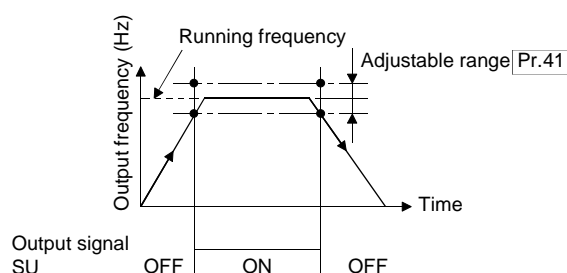 Output frequency (Hz)
Running frequency
Adjustable range Pr.41
Time
Output signal
SU OFF ON OFF